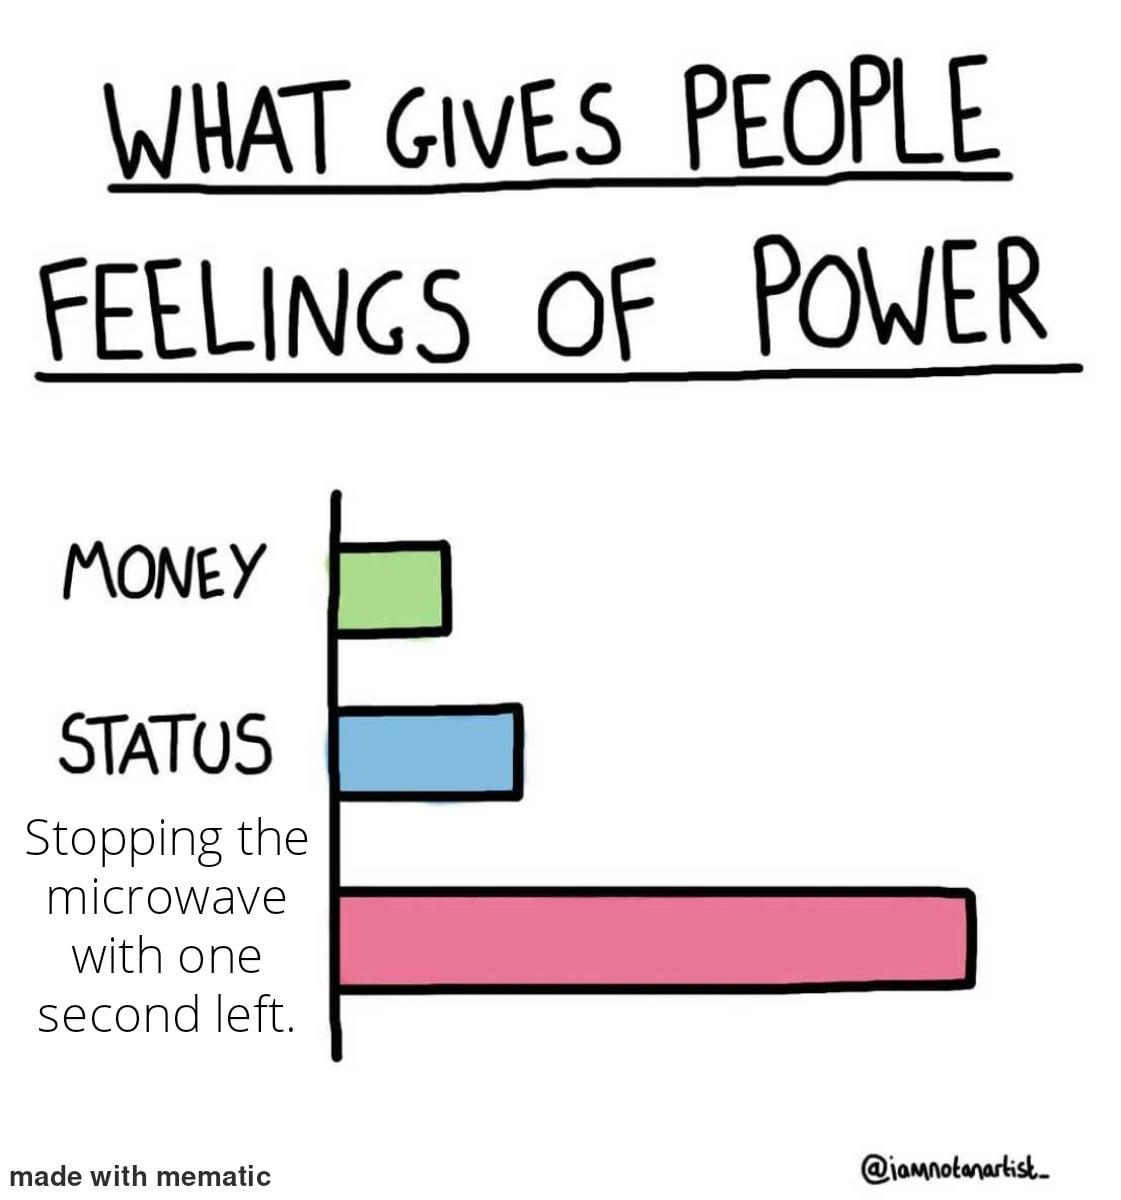 WHAT GIVES PEOPLE
FEELINGS OF POWER
MONEY
STATUS
Stopping the
microwave
with one
second left.
made with mematic
@iamnotanartist_